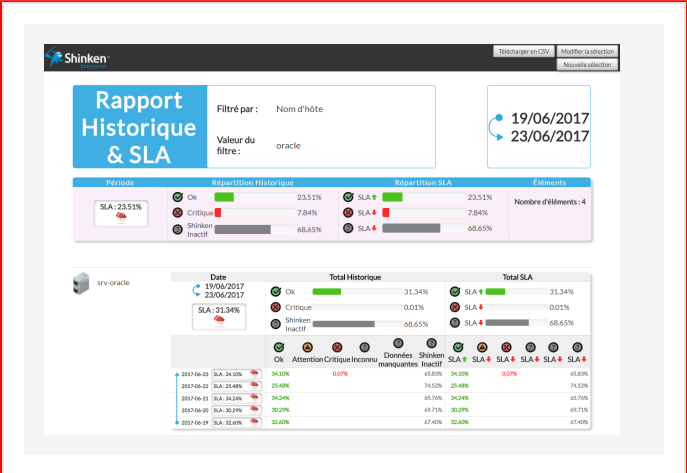 Télécharger en CSV
Modifier la sélection
Nouvelle sélection
Shinken
Enterprise
Rapport
Historique
& SLA
Filtré par :
Nom d'hôte
Valeur du
filtre :
oracle
19/06/2017
23/06/2017
Période
Répartition Historique
Répartition SLA
Éléments
SLA : 23.51%
Ok 23.51% SLA 23.51%
Critique 7.84% SLA 7.84%
Shinken
Inactif 68.65% SLA 68.65%
Nombre d'éléments : 4
srv-oracle
Date
Total Historique
Total SLA
19/06/2017
23/06/2017
SLA : 31.34%
Ok 31.34% SLA 31.34%
Critique 0.01% SLA 0.01%
Shinken
Inactif 68.65% SLA 68.65%
Ok Attention Critique Inconnu Données
manquantes Shinken
Inactif SLA SLA SLA SLA SLA SLA
2017-06-23 SLA : 34.10% 34.10% 0.07% 65.83% 34.10% 0.07% 65.83%
2017-06-22 SLA : 25.48% 25.48% 74.52% 25.48% 74.52%
2017-06-21 SLA : 34.24% 34.24% 65.76% 34.24% 65.76%
2017-06-20 SLA : 30.29% 30.29% 69.71% 30.29% 69.71%
2017-06-19 SLA : 32.60% 32.60% 67.40% 32.60% 67.40%